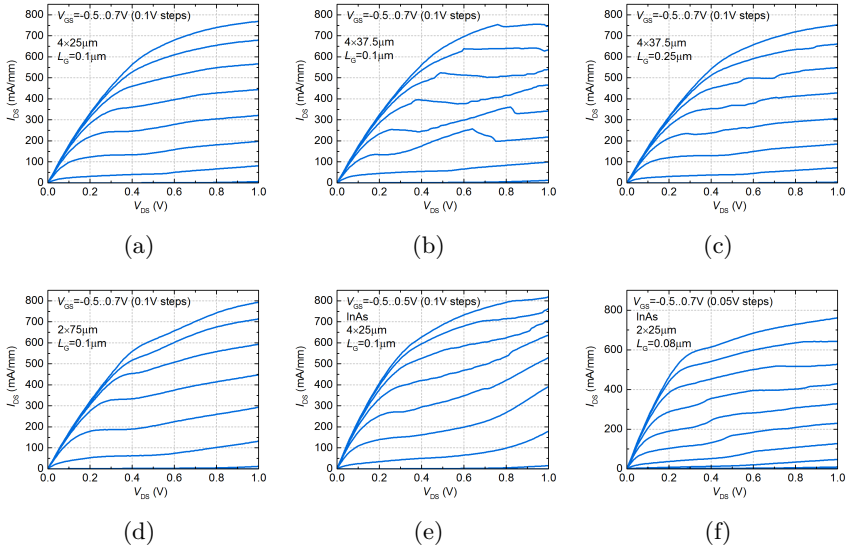 V_GS=-0.5..0.7V (0.1V steps)
4×25µm
L_G=0.1µm
I_DS (mA/mm)
800
700
600
500
400
300
200
100
0
0.0 0.2 0.4 0.6 0.8 1.0
V_DS (V)
(a)
V_GS=-0.5..0.7V (0.1V steps)
4×37.5µm
L_G=0.1µm
I_DS (mA/mm)
800
700
600
500
400
300
200
100
0
0.0 0.2 0.4 0.6 0.8 1.0
V_DS (V)
(b)
V_GS=-0.5..0.7V (0.1V steps)
4×37.5µm
L_G=0.25µm
I_DS (mA/mm)
800
700
600
500
400
300
200
100
0
0.0 0.2 0.4 0.6 0.8 1.0
V_DS (V)
(c)
V_GS=-0.5..0.7V (0.1V steps)
2×75µm
L_G=0.1µm
I_DS (mA/mm)
800
700
600
500
400
300
200
100
0
0.0 0.2 0.4 0.6 0.8 1.0
V_DS (V)
(d)
V_GS=-0.5..0.5V (0.1V steps)
InAs
4×25µm
L_G=0.1µm
I_DS (mA/mm)
800
700
600
500
400
300
200
100
0
0.0 0.2 0.4 0.6 0.8 1.0
V_DS (V)
(e)
V_GS=-0.5..0.7V (0.05V steps)
InAs
2×25µm
L_G=0.08µm
I_DS (mA/mm)
800
600
400
200
0
0.0 0.2 0.4 0.6 0.8 1.0
V_DS (V)
(f)